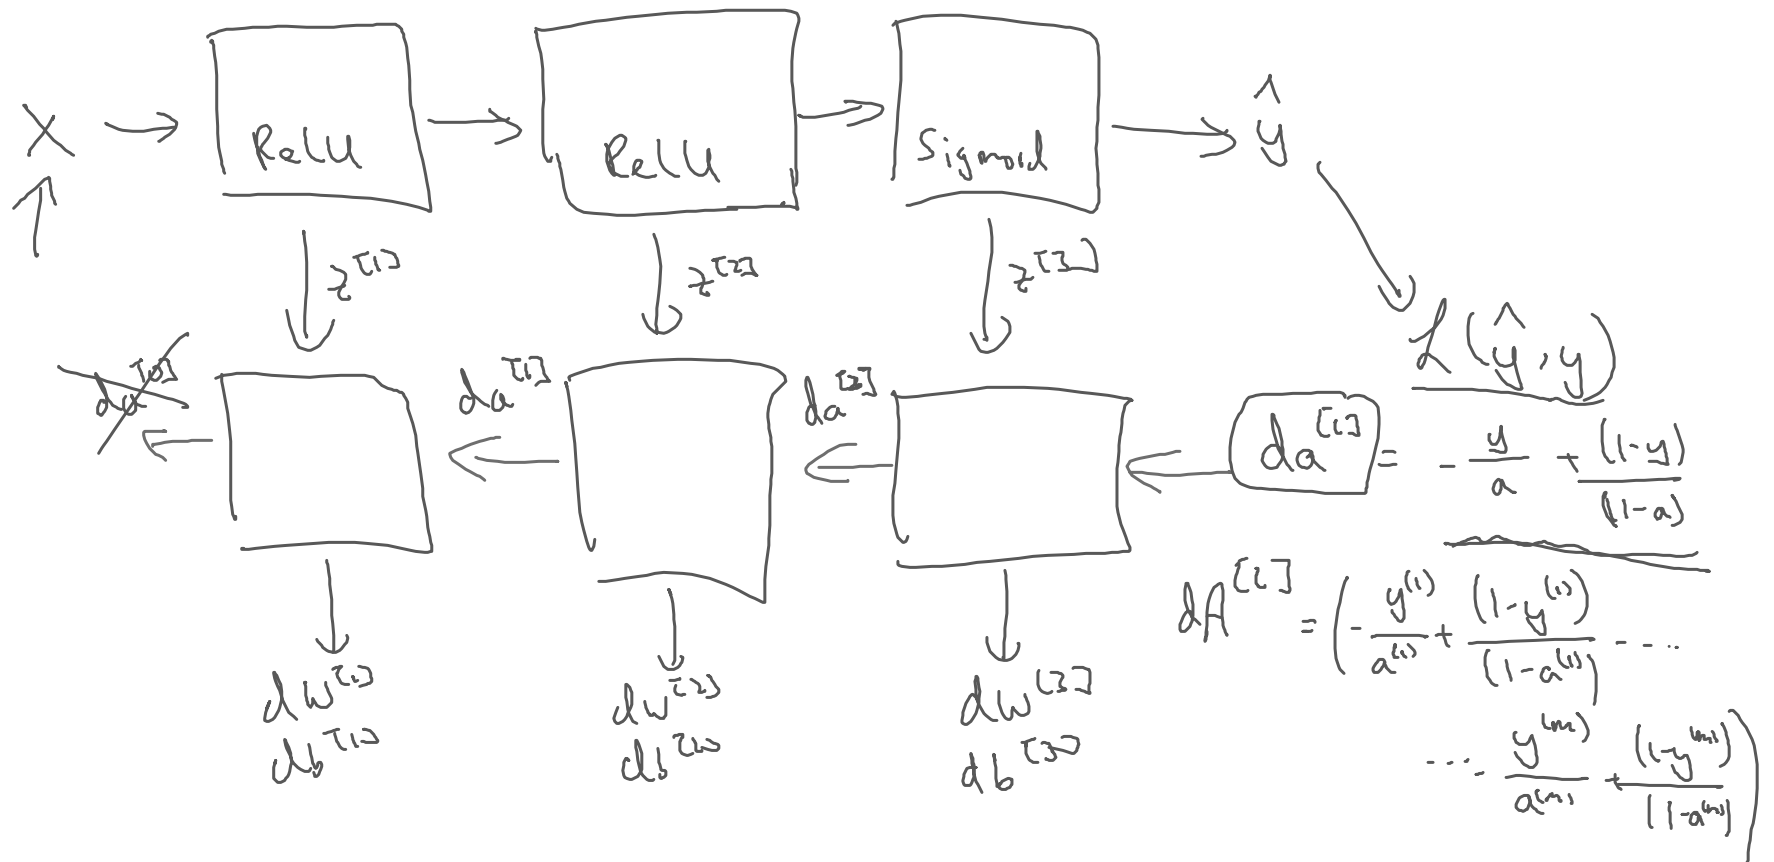 X → ReLU → ReLU → Sigmoid → ŷ
z^[1] z^[2] z^[3]
L(ŷ, y)
da^[0] da^[1] da^[2] da^[l] = - y/a + (1-y)/(1-a)
dA^[l] = (- y^(1)/a^(1) + (1-y^(1))/(1-a^(1)) ....
.... y^(m)/a^(m) + (1-y^(m))/(1-a^(m)))
dw^[1] dw^[2] dw^[3]
db^[1] db^[2] db^[3]